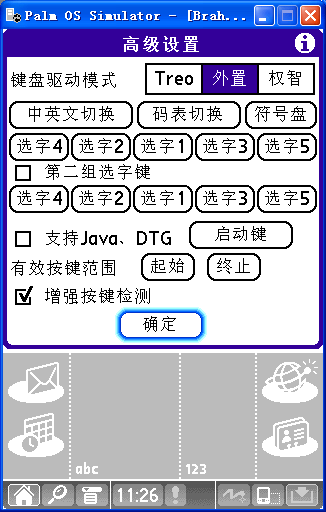 Palm OS Simulator - [Brah...
高级设置
键盘驱动模式 Treo 外置 权智
中英文切换 码表切换 符号盘
选字4 选字2 选字1 选字3 选字5
第二组选字键
选字4 选字2 选字1 选字3 选字5
支持Java、DTG 启动键
有效按键范围 起始 终止
增强按键检测
确定
abc 123
11:26